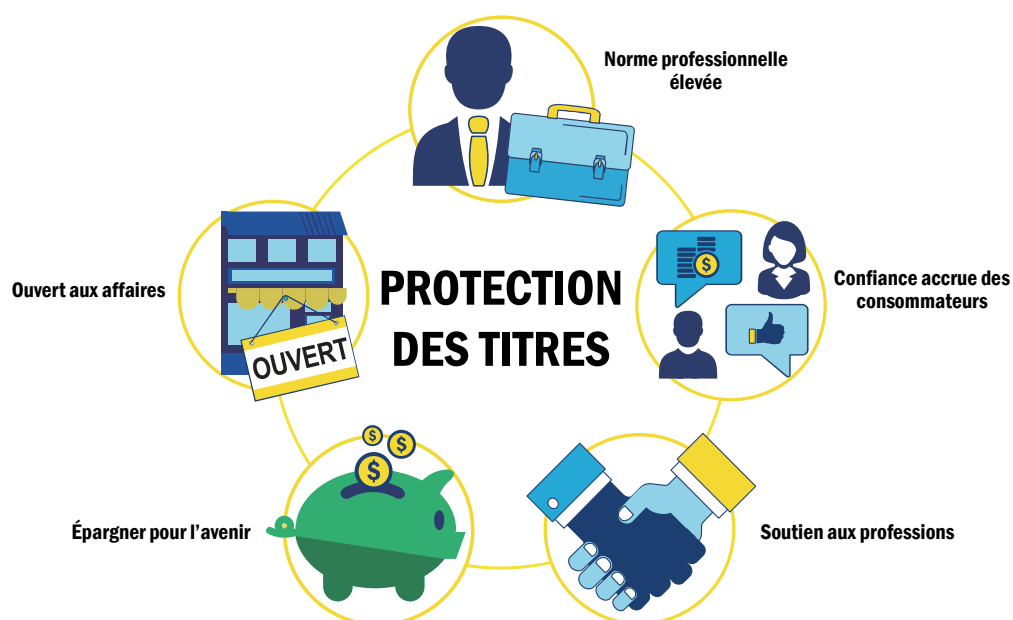 Norme professionnelle
élevée
Ouvert aux affaires
OUVERT
PROTECTION
DES TITRES
$
Confiance accrue des
consommateurs
$
$
$
Épargner pour l’avenir
Soutien aux professions